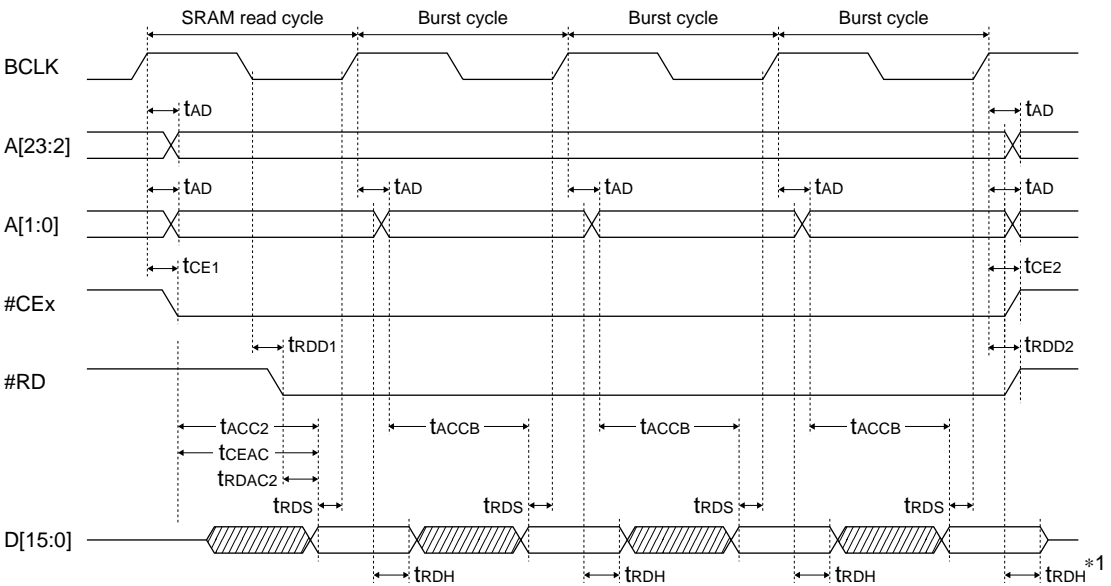 SRAM read cycle Burst cycle Burst cycle Burst cycle
BCLK
tAD tAD
A[23:2]
tAD tAD tAD tAD tAD
A[1:0]
tCE1 tCE2
#CEx
tRDD1 tRDD2
#RD
tACC2 tACCB tACCB tACCB
tCEAC
tRDAC2
tRDS tRDS tRDS tRDS
D[15:0]
tRDH tRDH tRDH tRDH*1